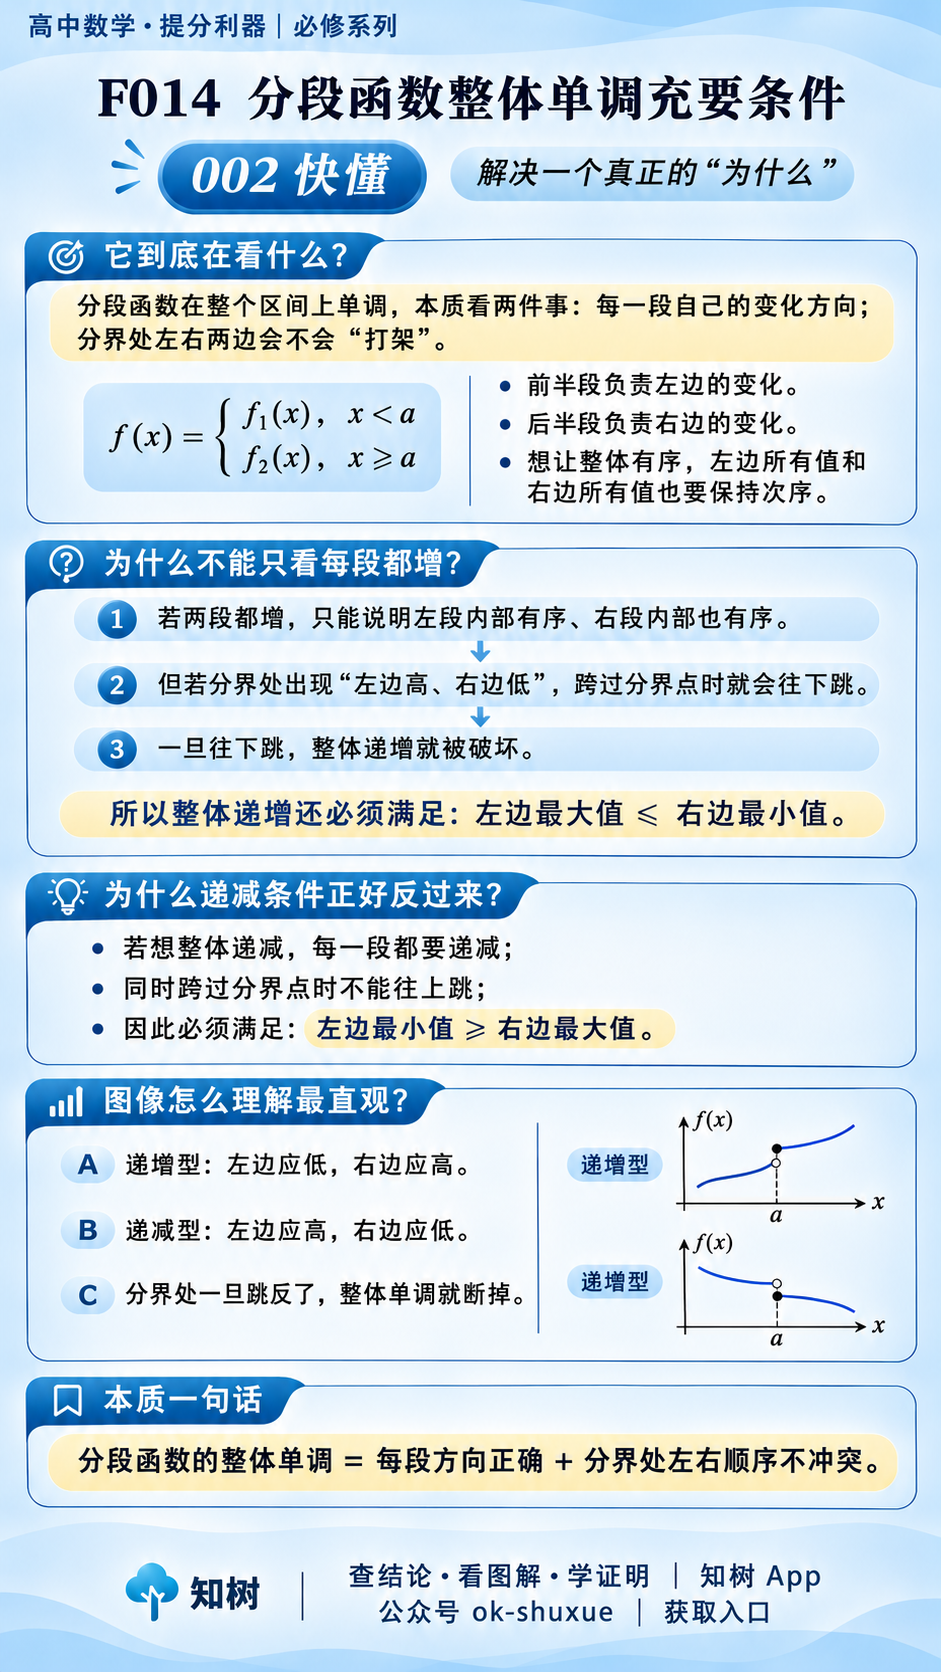 高中数学·提分利器｜必修系列
F014 分段函数整体单调充要条件
002 快懂
解决一个真正的“为什么”
它到底在看什么？
分段函数在整个区间上单调，本质看两件事：每一段自己的变化方向；
分界处左右两边会不会“打架”。
f(x) = { f₁(x), x < a
f₂(x), x ⩾ a
• 前半段负责左边的变化。
• 后半段负责右边的变化。
• 想让整体有序，左边所有值和
右边所有值也要保持次序。
为什么不能只看每段都增？
1 若两段都增，只能说明左段内部有序、右段内部也有序。
2 但若分界处出现“左边高、右边低”，跨过分界点时就会往下跳。
3 一旦往下跳，整体递增就被破坏。
所以整体递增还必须满足：左边最大值 ⩽ 右边最小值。
为什么递减条件正好反过来？
• 若想整体递减，每一段都要递减；
• 同时跨过分界点时不能往上跳；
• 因此必须满足：左边最小值 ⩾ 右边最大值。
图像怎么理解最直观？
A 递增型：左边应低，右边应高。
B 递减型：左边应高，右边应低。
C 分界处一旦跳反了，整体单调就断掉。
递增型
f(x)
x
a
递增型
f(x)
x
a
本质一句话
分段函数的整体单调 = 每段方向正确 + 分界处左右顺序不冲突。
知树
查结论·看图解·学证明｜知树 App
公众号 ok-shuxue｜获取入口